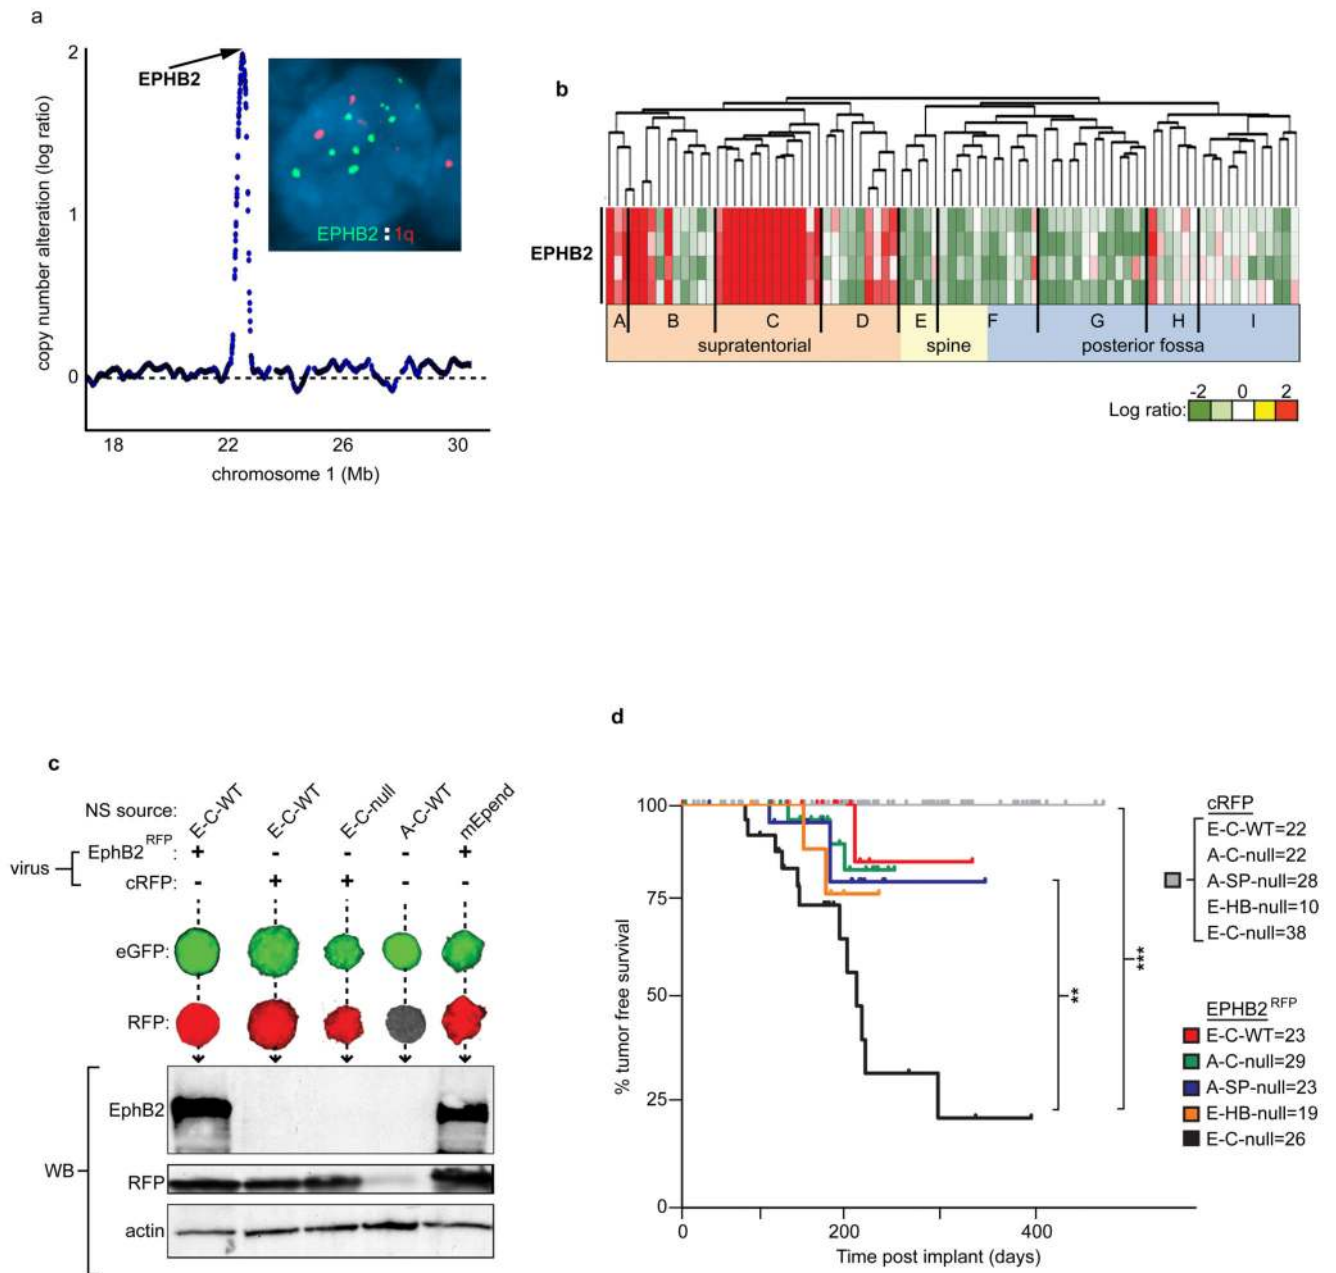 a
2
EPHB2
copy number alteration (log ratio)
1
0
EPHB2 : 1q
18 22 26 30
chromosome 1 (Mb)
b
EPHB2
A B C D E F G H I
supratentorial spine posterior fossa
-2 0 2
Log ratio:
c
NS source:
E-C-WT E-C-WT E-C-null A-C-WT mEpend
virus
EphB2 RFP : + - - - +
cRFP: - + + - -
eGFP:
RFP:
WB
EphB2
RFP
actin
d
100
75
50
25
0
% tumor free survival
0 200 400
Time post implant (days)
**
***
cRFP
E-C-WT=22
A-C-null=22
A-SP-null=28
E-HB-null=10
E-C-null=38
EPHB2 RFP
E-C-WT=23
A-C-null=29
A-SP-null=23
E-HB-null=19
E-C-null=26